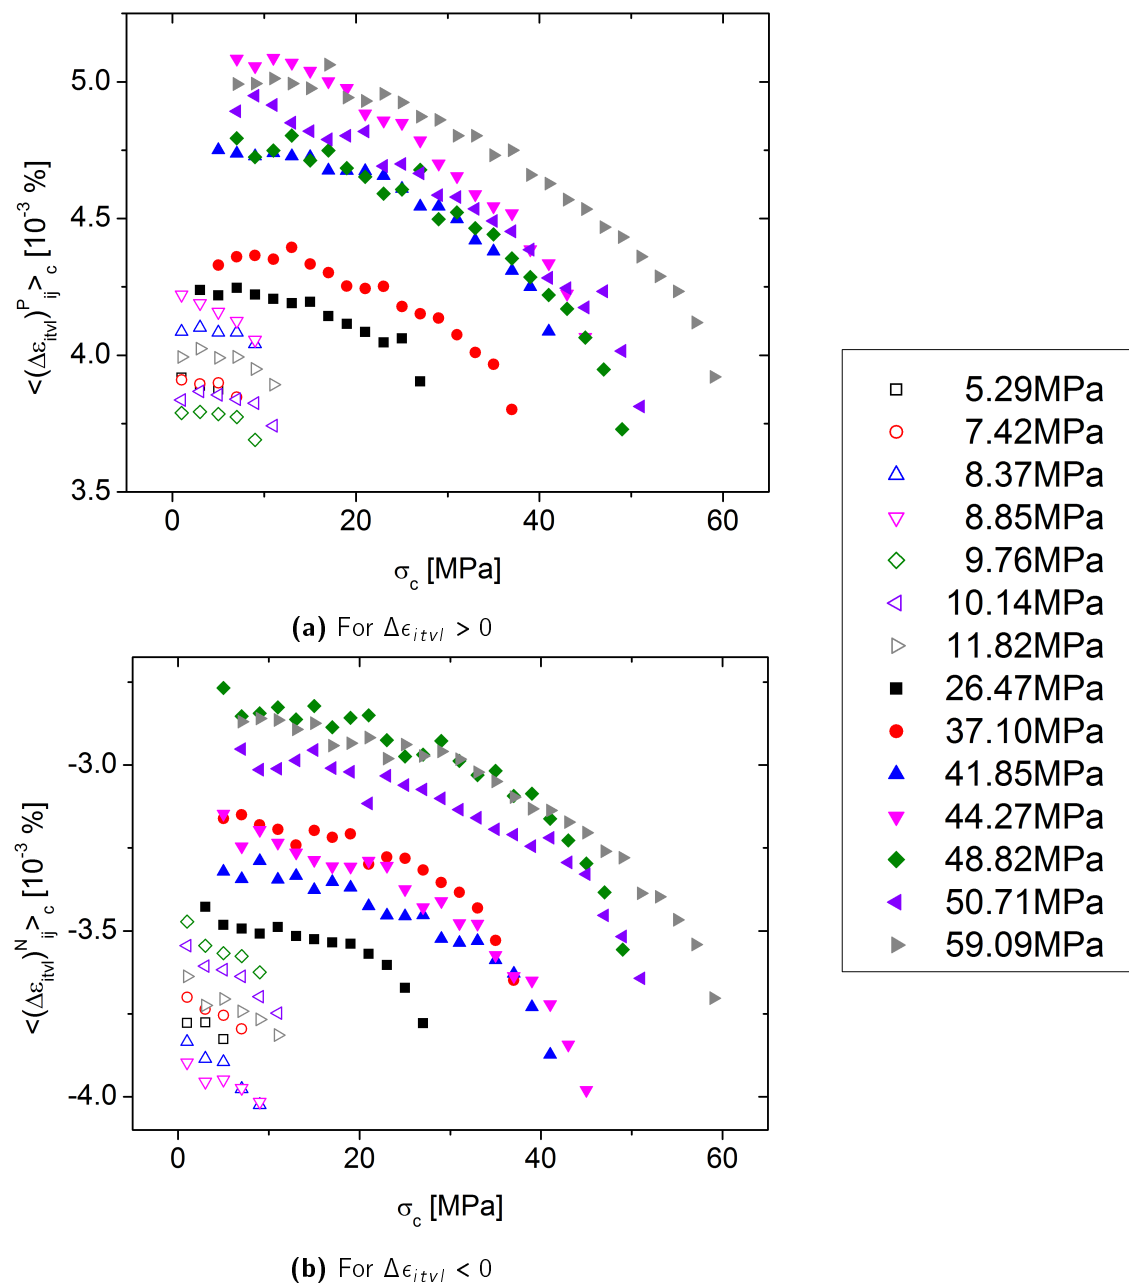 5.0
4.5
4.0
3.5
<(Δε_itvl)^P_ij>_c [10^-3 %]
0 20 40 60
σ_c [MPa]
(a) For Δϵ_itvl > 0
-3.0
-3.5
-4.0
<(Δε_itvl)^N_ij>_c [10^-3 %]
0 20 40 60
σ_c [MPa]
(b) For Δϵ_itvl < 0
5.29MPa
7.42MPa
8.37MPa
8.85MPa
9.76MPa
10.14MPa
11.82MPa
26.47MPa
37.10MPa
41.85MPa
44.27MPa
48.82MPa
50.71MPa
59.09MPa